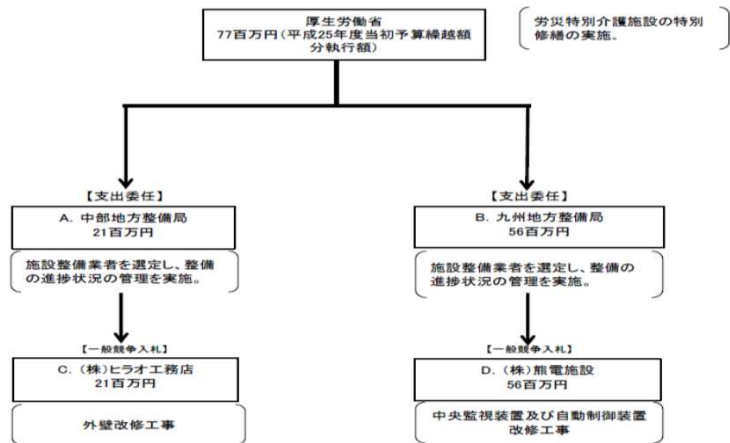 厚生労働省
77百万円(平成25年度当初予算繰越額
分執行額)
労災特別介護施設の特別
修繕の実施。
【支出委任】
A. 中部地方整備局
21百万円
施設整備業者を選定し、整備
の進捗状況の管理を実施。
【一般競争入札】
C. (株)ヒラオ工務店
21百万円
外壁改修工事
【支出委任】
B. 九州地方整備局
56百万円
施設整備業者を選定し、整備の
進捗状況の管理を実施。
【一般競争入札】
D. (株)熊電施設
56百万円
中央監視装置及び自動制御装置
改修工事